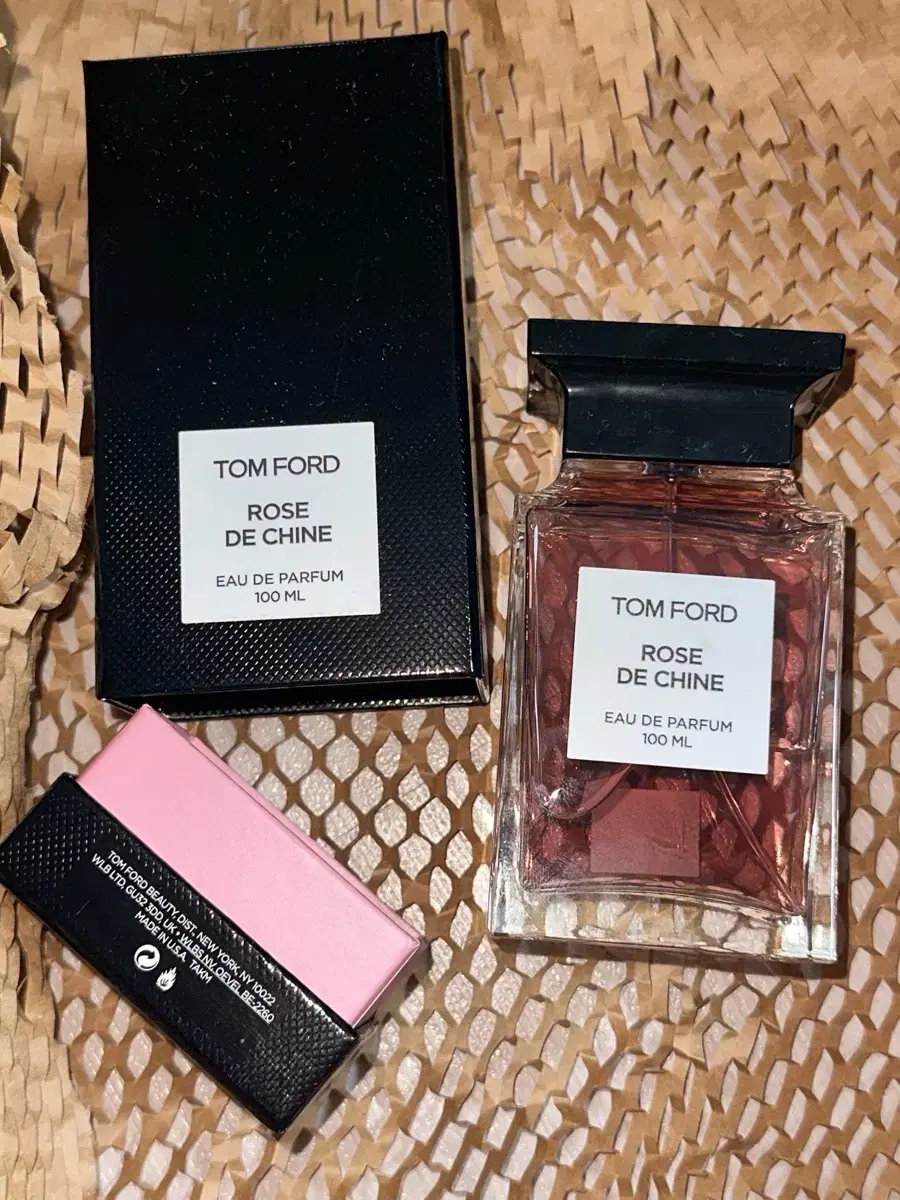 TOM FORD
ROSE
DE CHINE
EAU DE PARFUM
100 ML
TOM FORD
ROSE
DE CHINE
EAU DE PARFUM
100 ML
TOM FORD BEAUTY, DIST. NEW YORK, NY 10022
WLB LTD, GU32 3DD, UK ; WLBS NV, OEVEL BE-2260
MADE IN U.S.A. TAKM